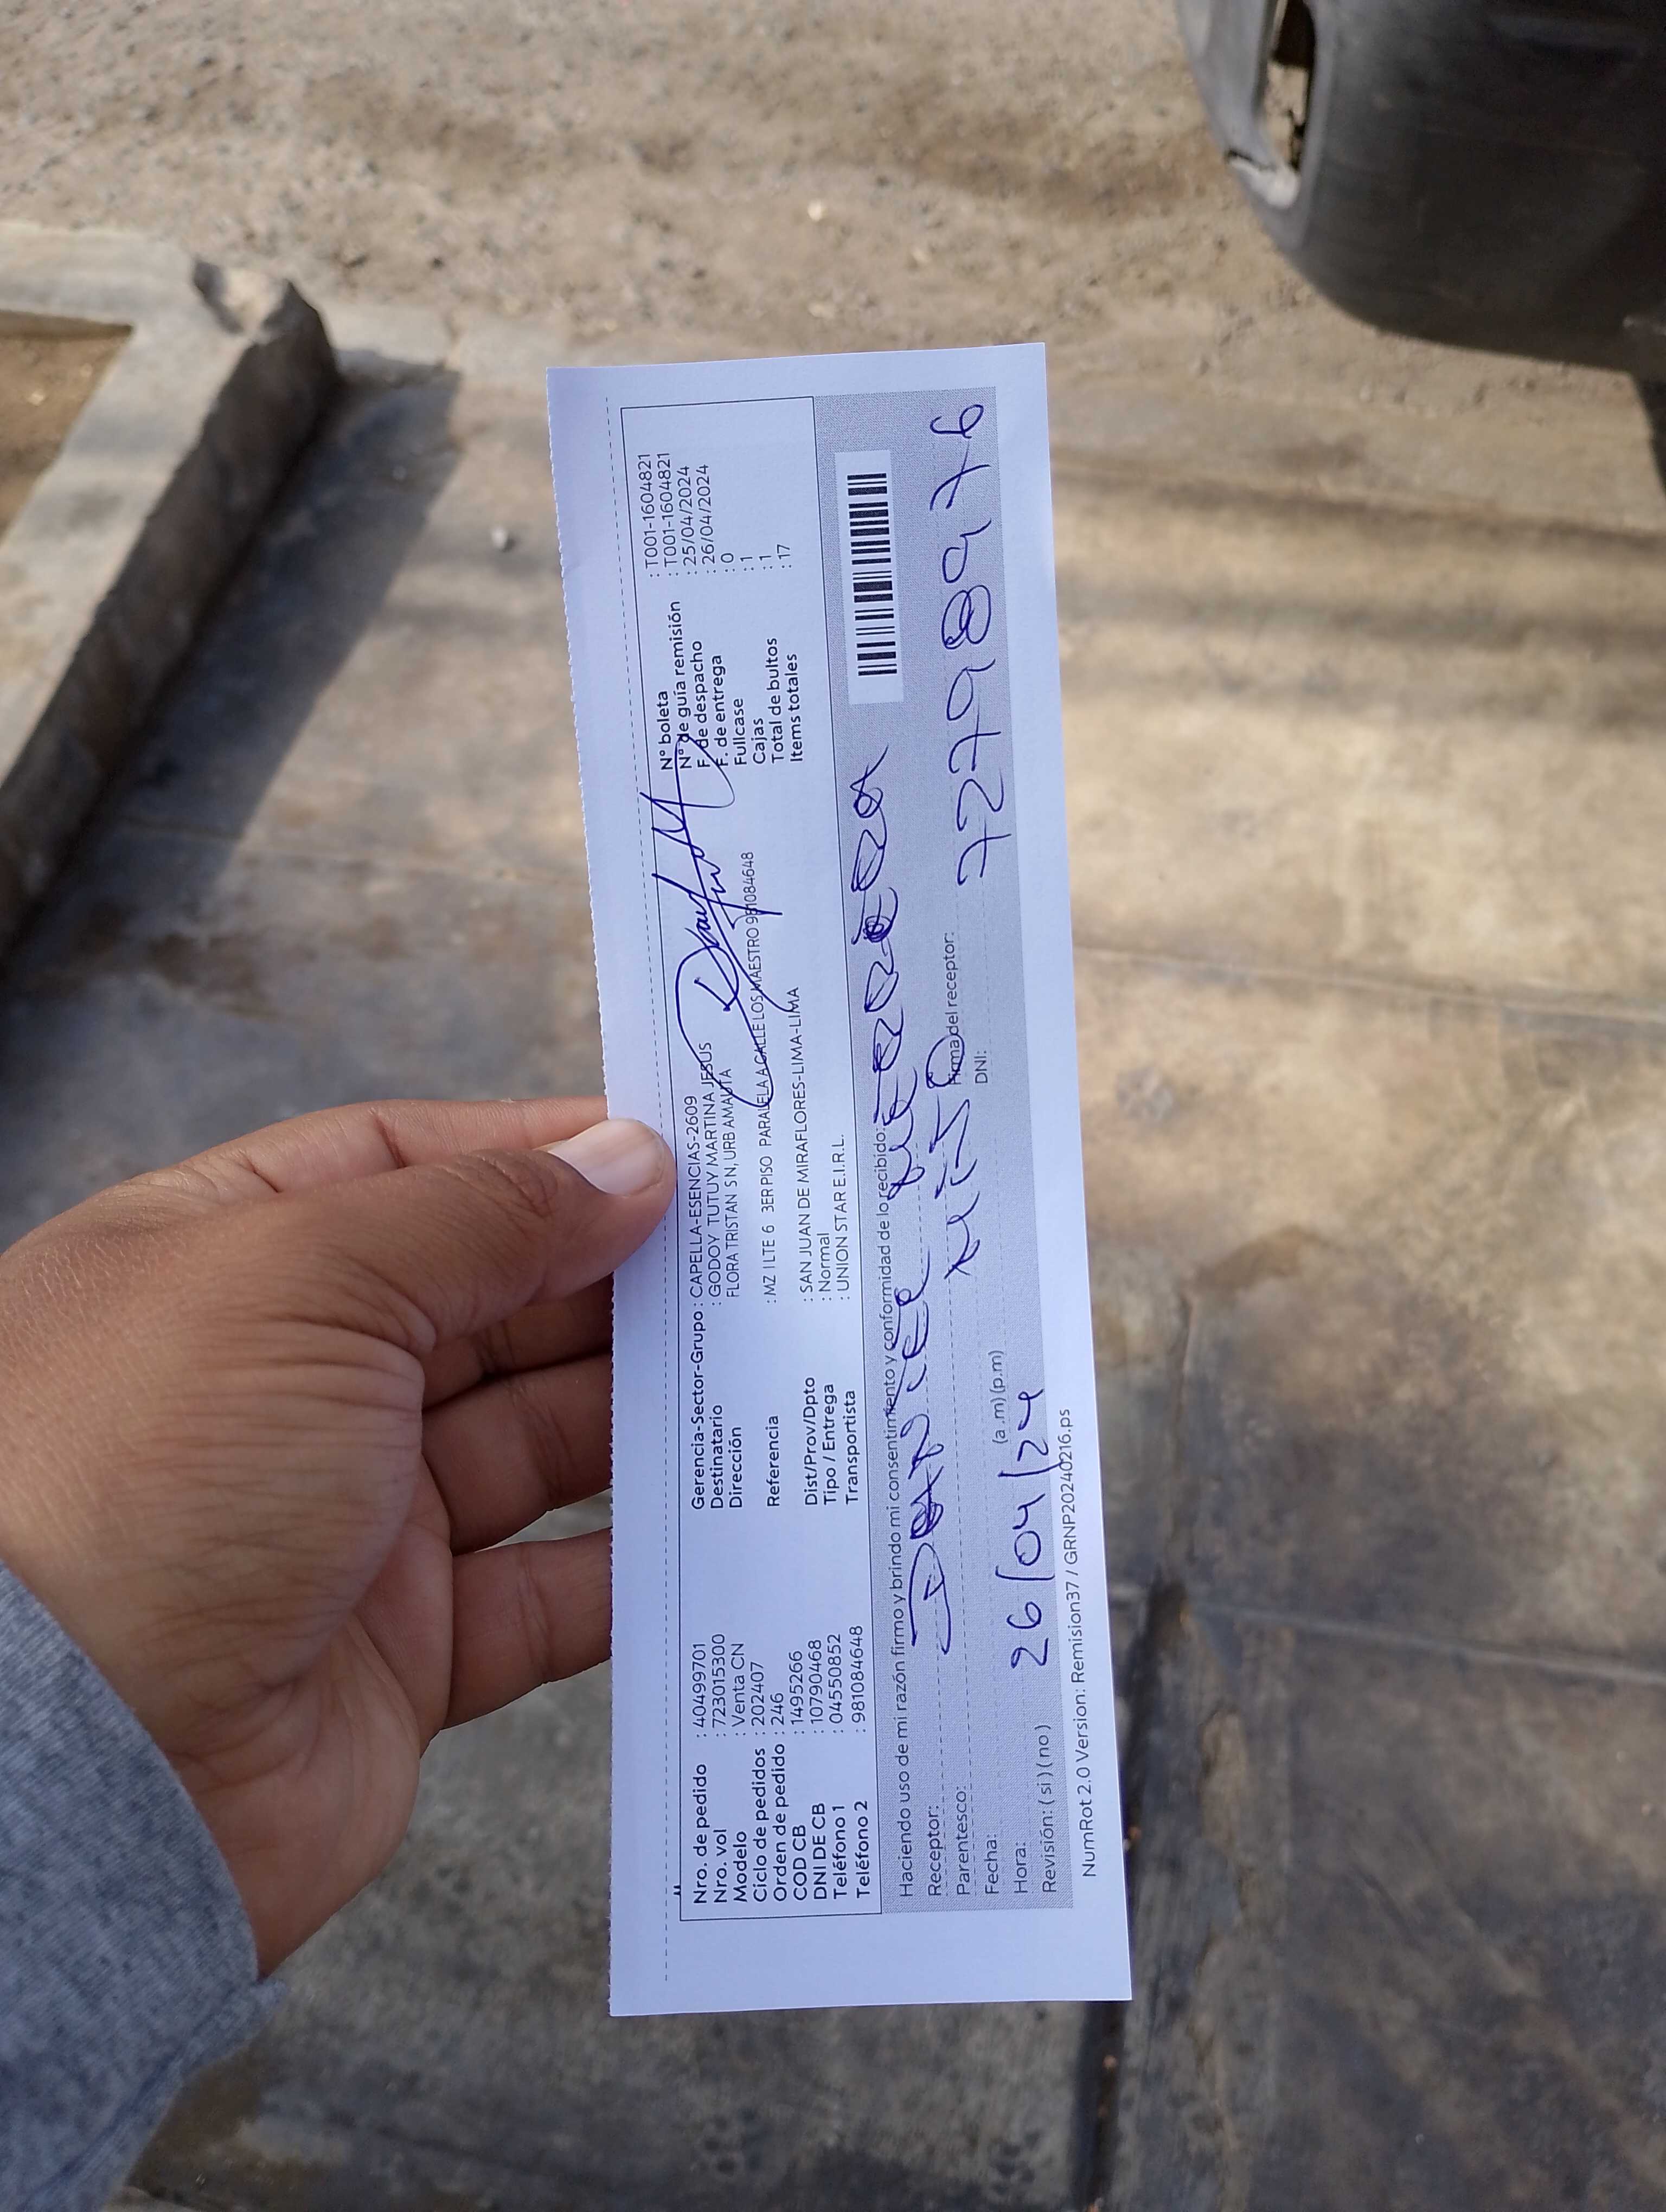 Nro. de pedido : 40499701
Nro. vol : 723015300
Modelo : Venta CN
Ciclo de pedidos : 202407
Orden de pedido : 246
COD CB : 1495266
DNI DE CB : 10790468
Teléfono 1 : 04550852
Teléfono 2 : 981084648
Gerencia-Sector-Grupo : CAPELLA-ESENCIAS-2609
Destinatario : GODOY TUTUY MARTINA JESUS
Dirección FLORA TRISTAN S N, URB AMAUTA
Referencia : MZ I LTE 6 3ER PISO PARALELA A CALLE LOS MAESTRO 981084648
Dist/Prov/Dpto : SAN JUAN DE MIRAFLORES-LIMA-LIMA
Tipo / Entrega : Normal
Transportista : UNION STAR E.I.R.L.
N° boleta : T001-1604821
N° de guía remisión : T001-1604821
F. de despacho : 25/04/2024
F. de entrega : 26/04/2024
Fullcase : 0
Cajas : 1
Total de bultos : 1
Items totales : 17
Haciendo uso de mi razón firmo y brindo mi consentimiento y conformidad de lo recibido:
Receptor: DANIEL
Parentesco: Firma del receptor:
Fecha: 26/04/24 DNI: 72798976
Hora: (a.m) (p.m)
Revisión: ( si ) ( no )
NumRot 2.0 Version: Remision37 / GRNP20240216.ps